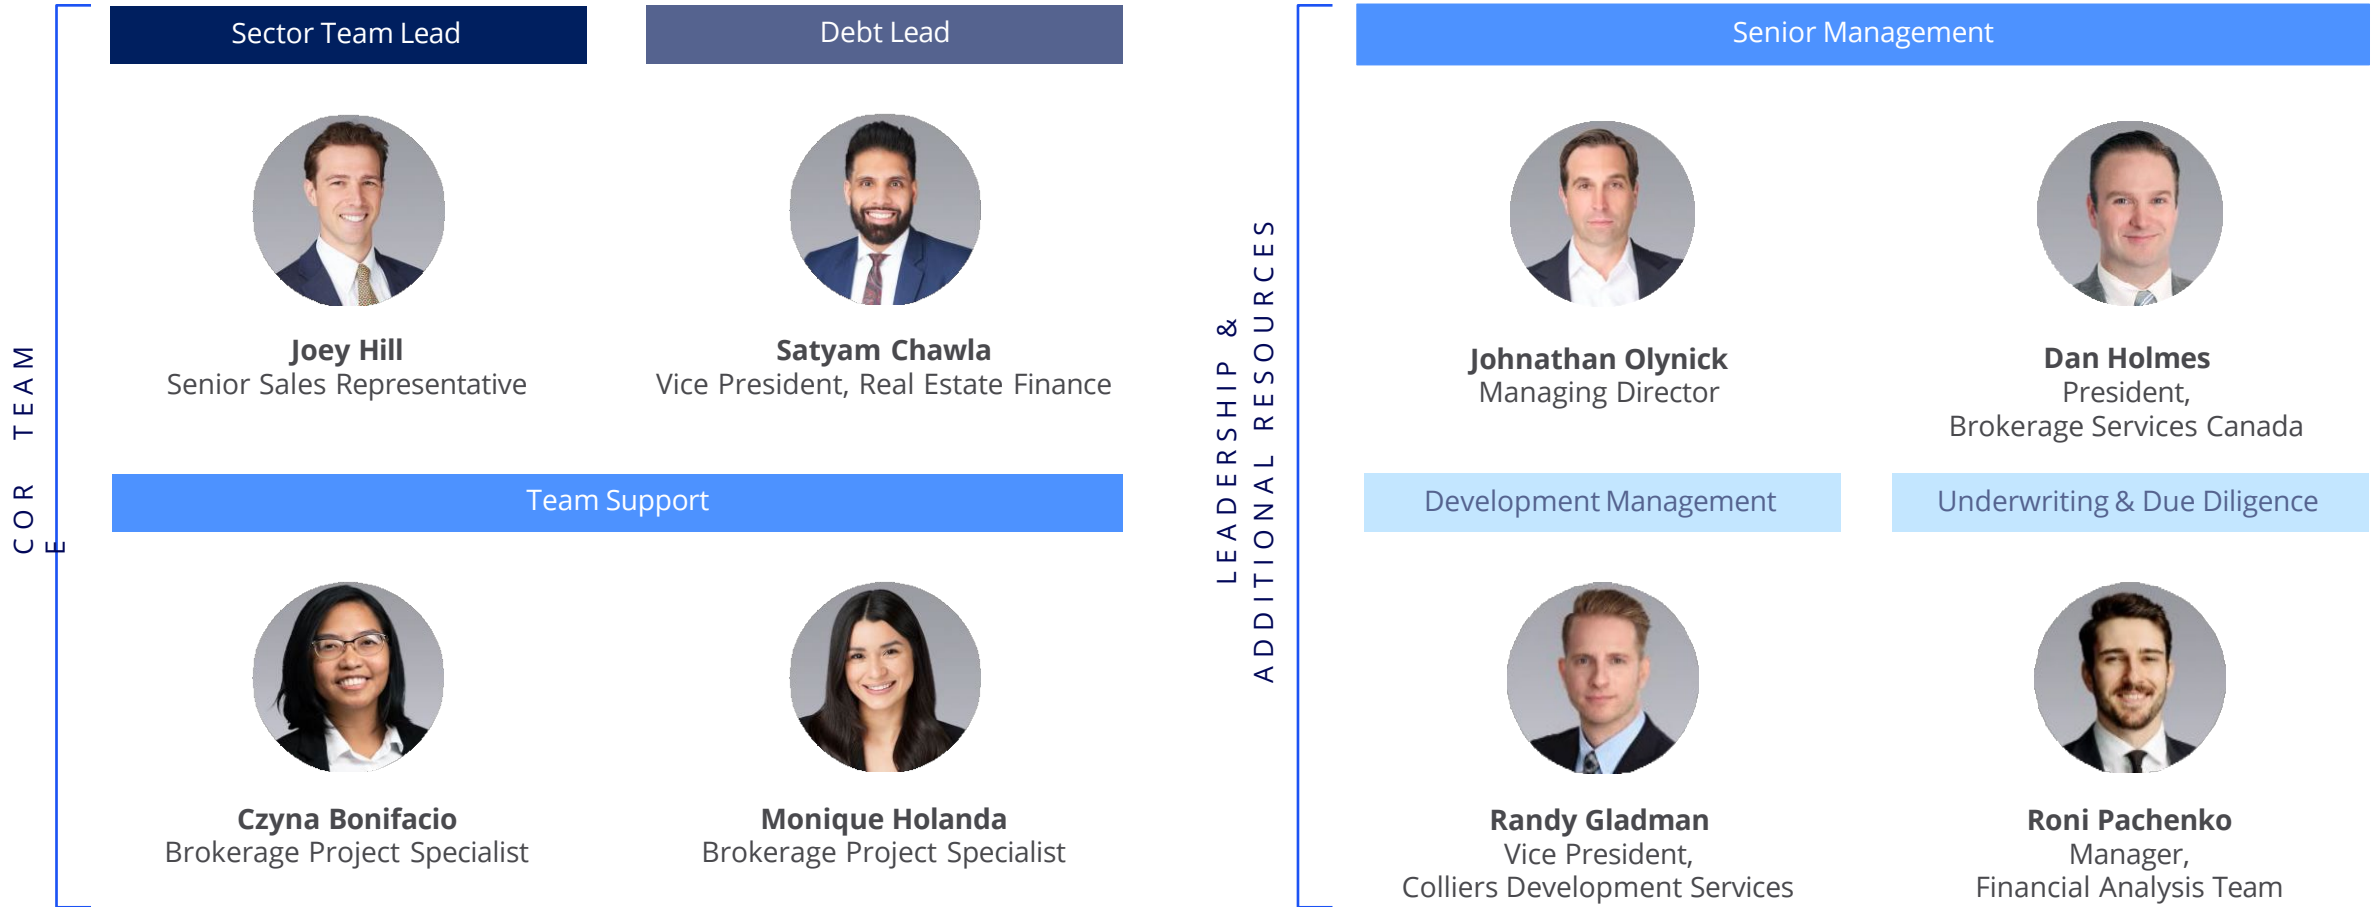 CORE TEAM
Sector Team Lead
Debt Lead
Joey Hill
Senior Sales Representative
Satyam Chawla
Vice President, Real Estate Finance
Team Support
Czyna Bonifacio
Brokerage Project Specialist
Monique Holanda
Brokerage Project Specialist
LEADERSHIP &
ADDITIONAL RESOURCES
Senior Management
Johnathan Olynick
Managing Director
Dan Holmes
President,
Brokerage Services Canada
Development Management
Underwriting & Due Diligence
Randy Gladman
Vice President,
Colliers Development Services
Roni Pachenko
Manager,
Financial Analysis Team